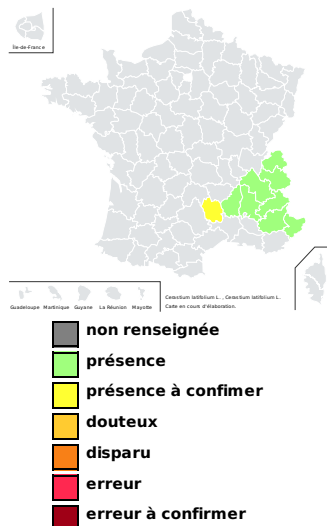 Île-de-France
Guadeloupe Martinique Guyane La Réunion Mayotte
Cerastium latifolium L. , Cerastium latifolium L.
Carte en cours d'élaboration.
non renseignée
présence
présence à confimer
douteux
disparu
erreur
erreur à confirmer